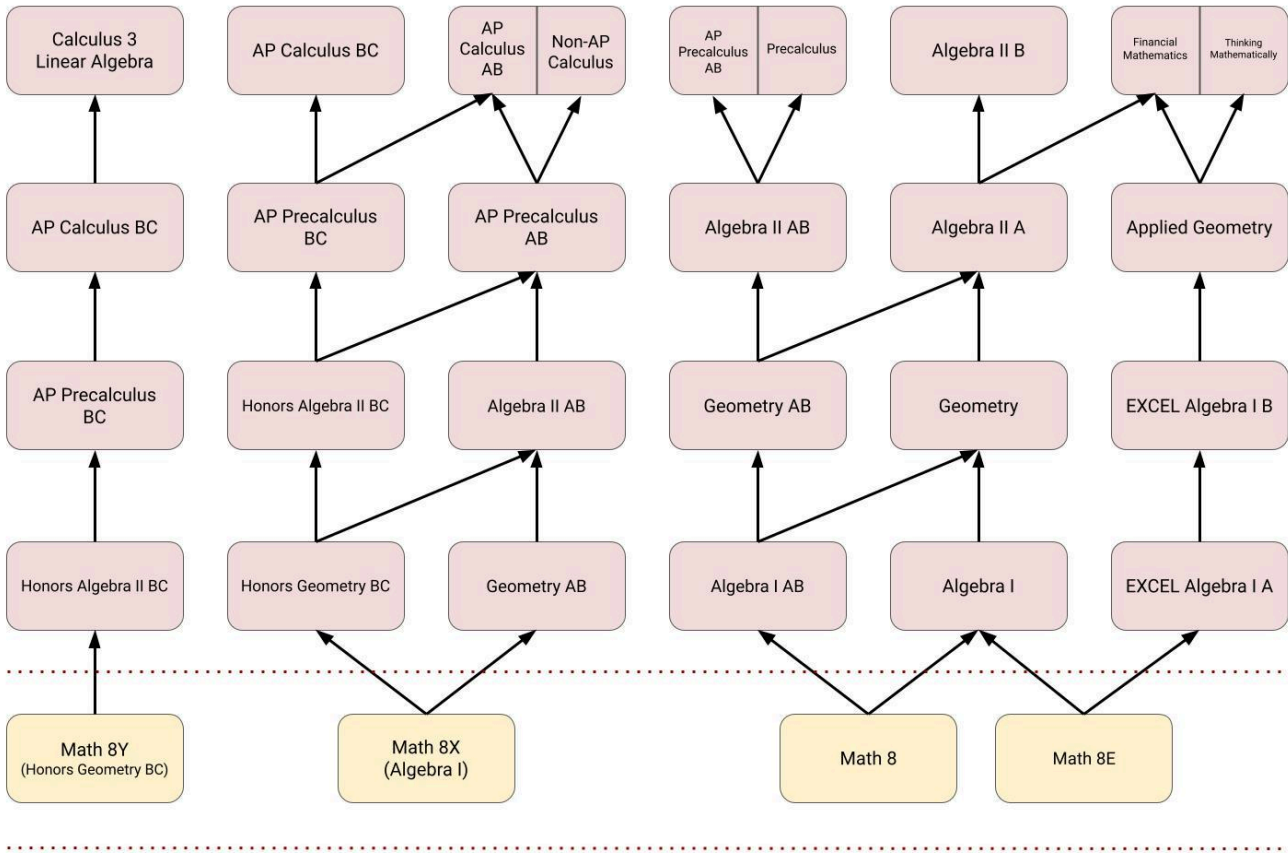 Calculus 3
Linear Algebra
AP Calculus BC
AP
Calculus
AB
Non-AP
Calculus
AP
Precalculus
AB
Precalculus
Algebra II B
Financial
Mathematics
Thinking
Mathematically
AP Calculus BC
AP Precalculus
BC
AP Precalculus
AB
Algebra II AB
Algebra II A
Applied Geometry
AP Precalculus
BC
Honors Algebra II BC
Algebra II AB
Geometry AB
Geometry
EXCEL Algebra I B
Honors Algebra II BC
Honors Geometry BC
Geometry AB
Algebra I AB
Algebra I
EXCEL Algebra I A
Math 8Y
(Honors Geometry BC)
Math 8X
(Algebra I)
Math 8
Math 8E